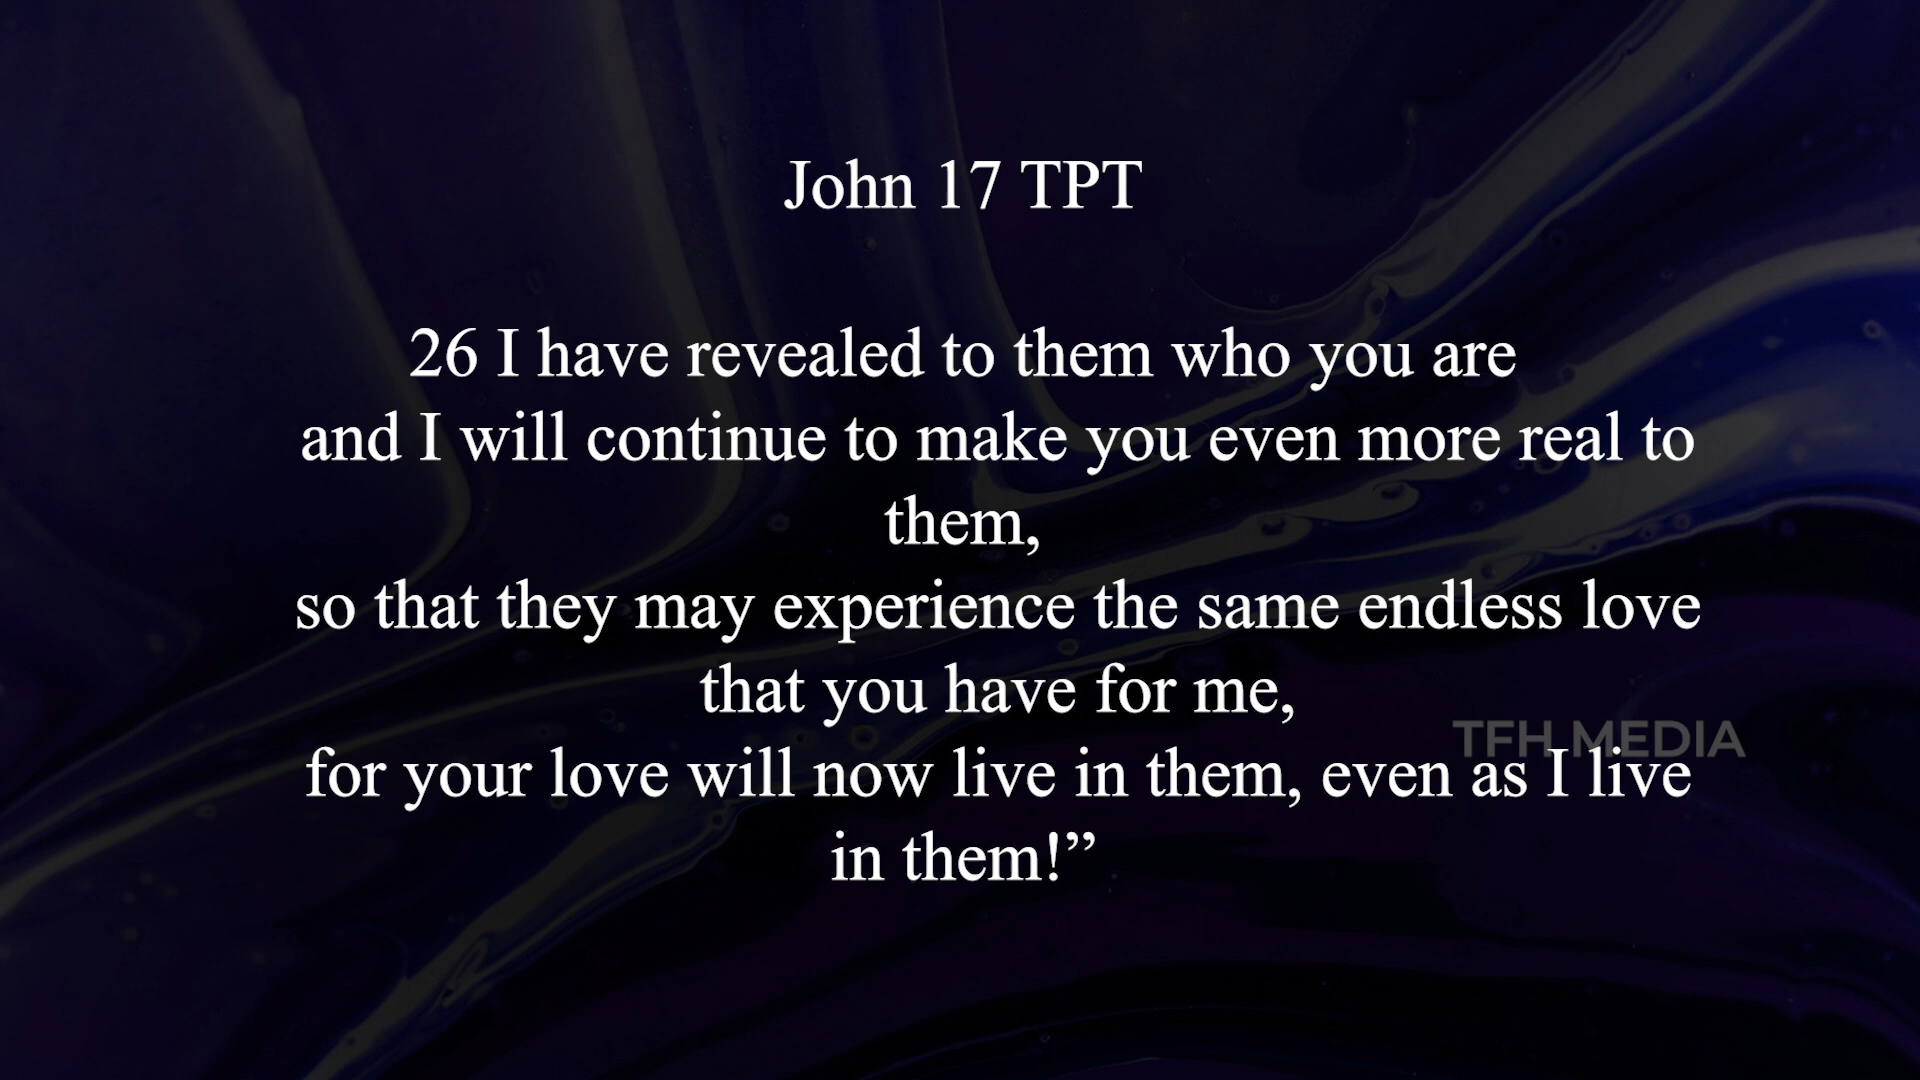 John 17 TPT
26 I have revealed to them who you are
and I will continue to make you even more real to
them,
so that they may experience the same endless love
that you have for me,
TFH MEDIA
for your love will now live in them, even as I live
in them!”